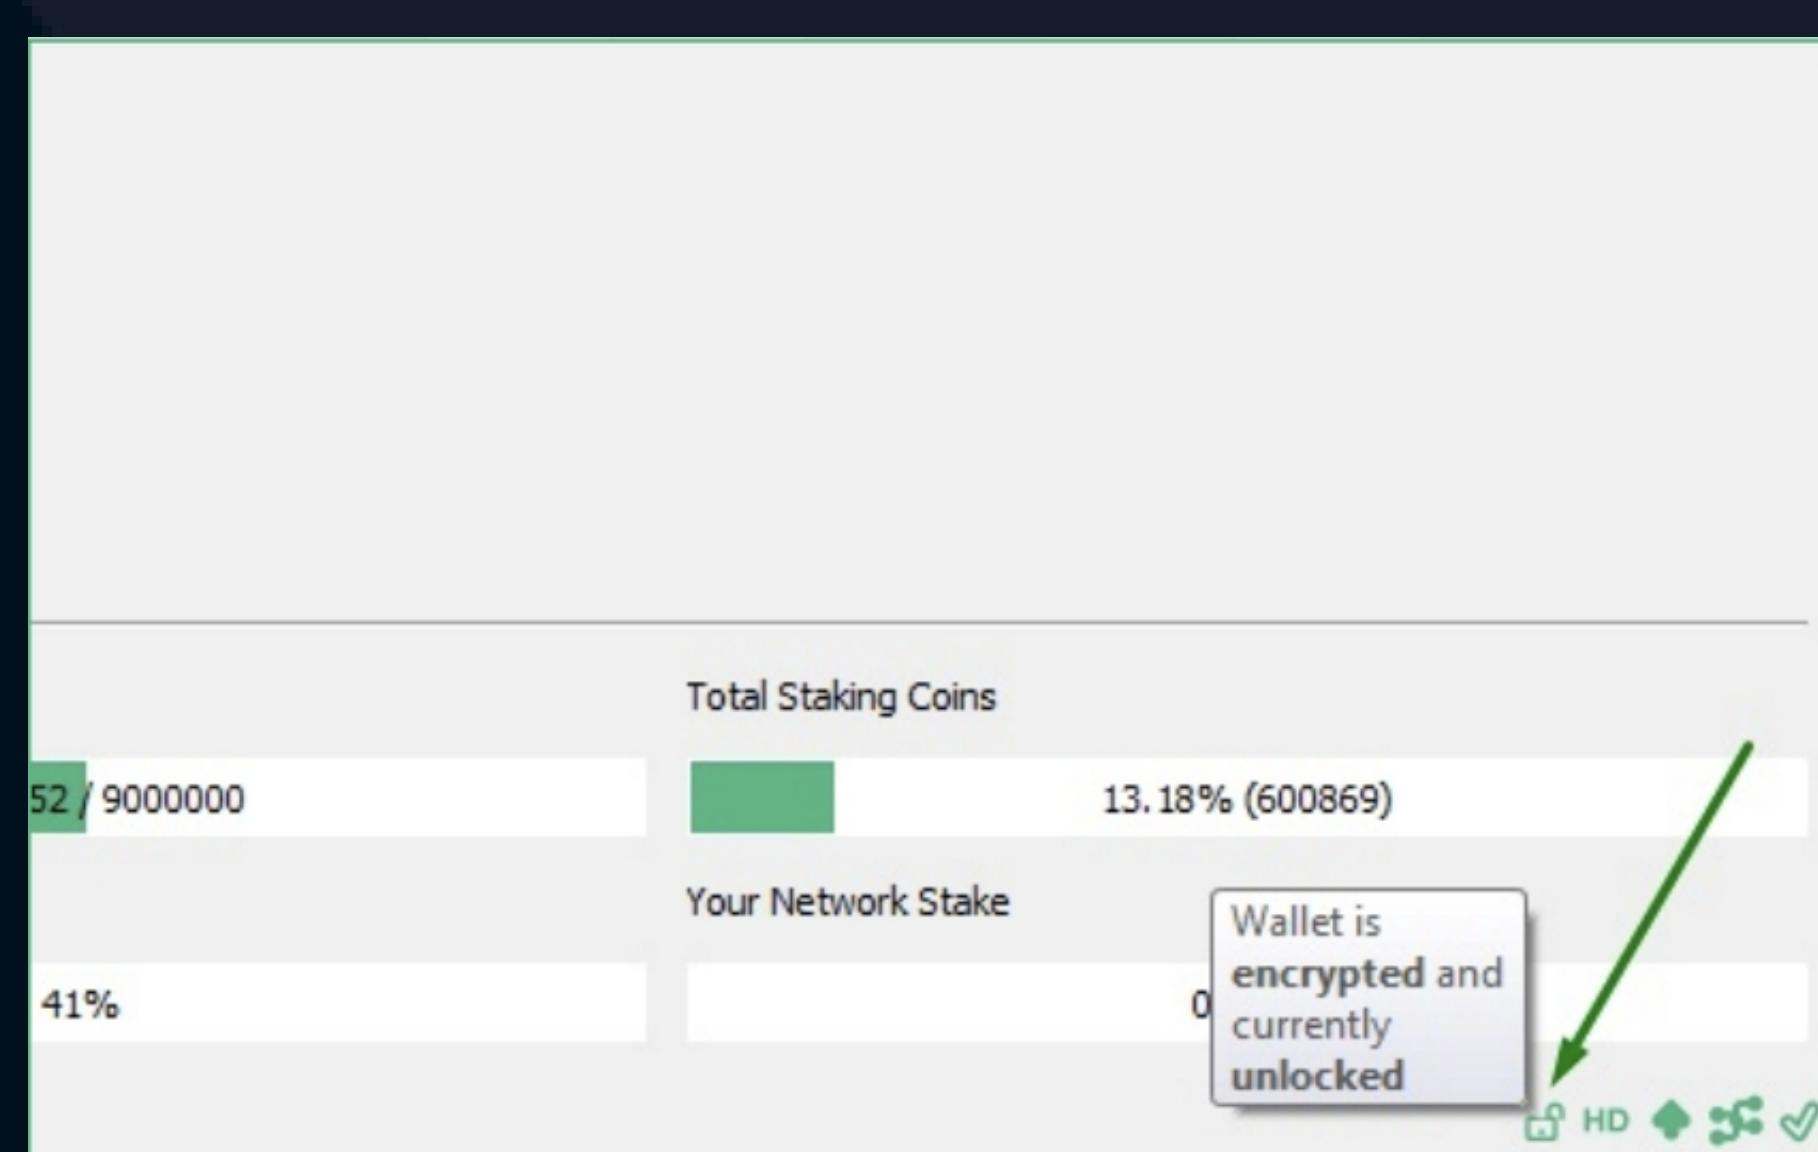 Total Staking Coins
52 / 9000000
13.18% (600869)
Your Network Stake
41%
0
Wallet is
encrypted and
currently
unlocked
HD